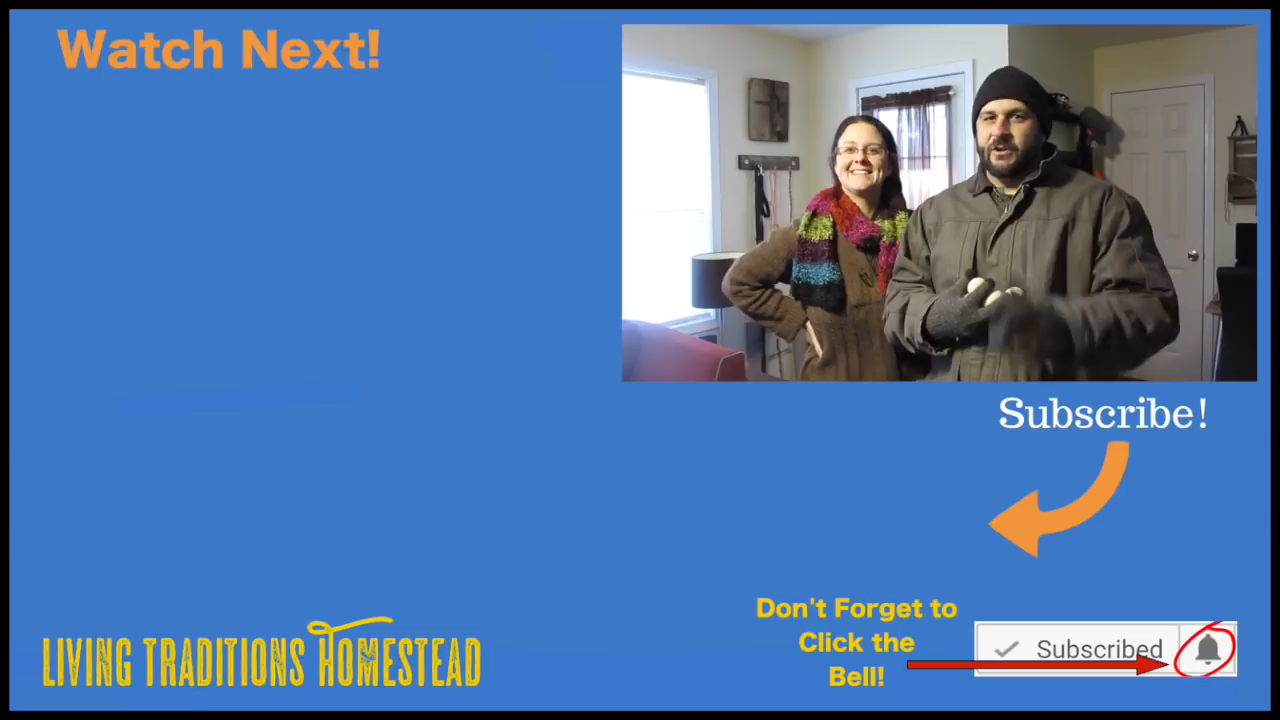 Watch Next!
Subscribe!
Don't Forget to
Click the
Bell!
Subscribed
LIVING TRADITIONS HOMESTEAD